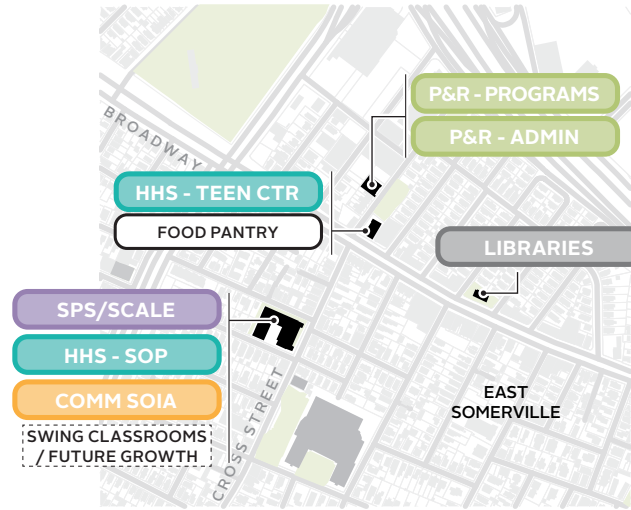 P&R - PROGRAMS
P&R - ADMIN
BROADWAY
HHS - TEEN CTR
FOOD PANTRY
LIBRARIES
SPS/SCALE
HHS - SOP
COMM SOIA
SWING CLASSROOMS
/ FUTURE GROWTH
CROSS STREET
EAST
SOMERVILLE